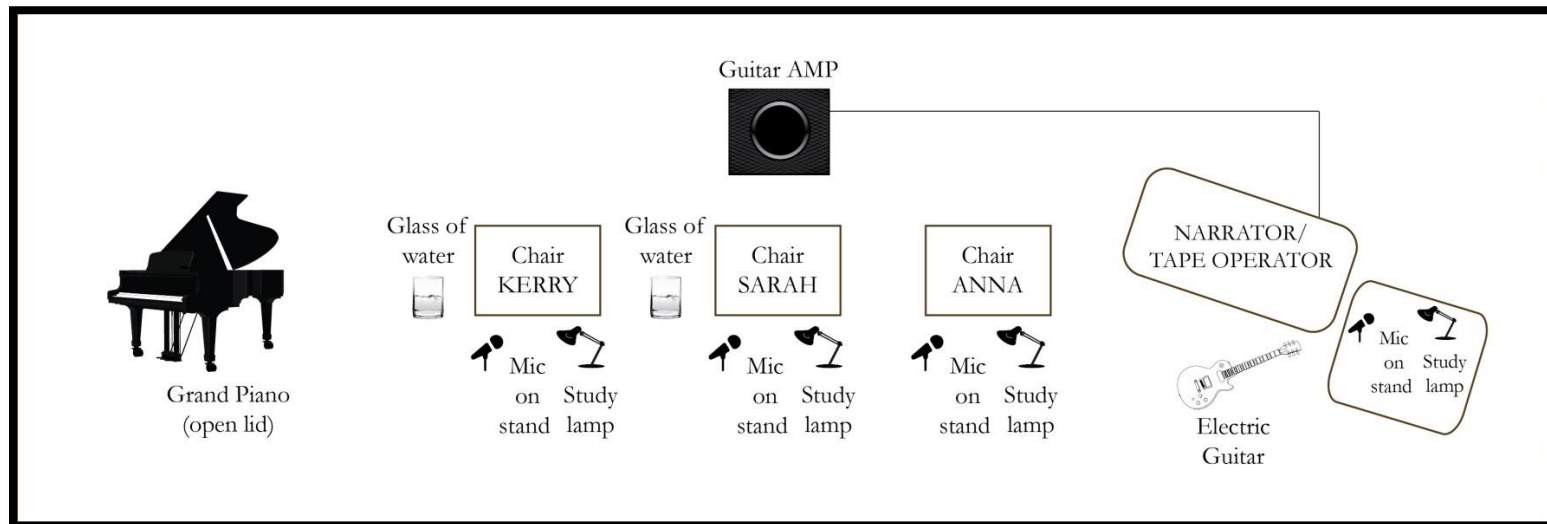 Guitar AMP
Grand Piano
(open lid)
Glass of
water
Chair
KERRY
Mic
on
stand
Study
lamp
Glass of
water
Chair
SARAH
Mic
on
stand
Study
lamp
Chair
ANNA
Mic
on
stand
Study
lamp
NARRATOR/
TAPE OPERATOR
Electric
Guitar
Mic
on
stand
Study
lamp